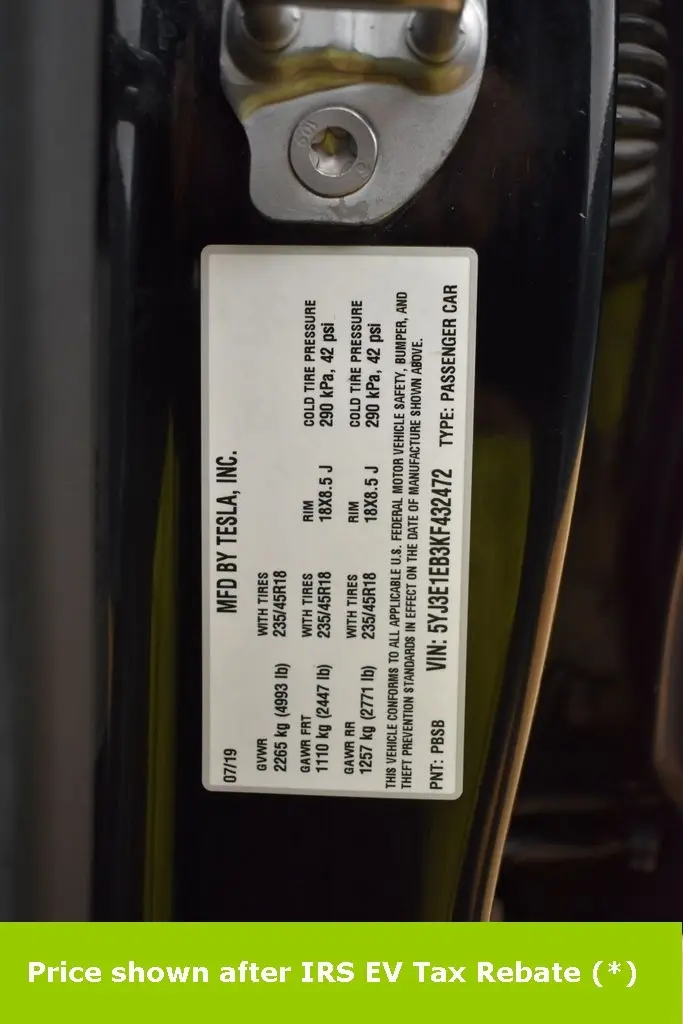 07/19 MFD BY TESLA, INC.
GVWR WITH TIRES
2265 kg (4993 lb) 235/45R18
GAWR FRT WITH TIRES RIM COLD TIRE PRESSURE
1110 kg (2447 lb) 235/45R18 18X8.5 J 290 kPa, 42 psi
GAWR RR WITH TIRES RIM COLD TIRE PRESSURE
1257 kg (2771 lb) 235/45R18 18X8.5 J 290 kPa, 42 psi
THIS VEHICLE CONFORMS TO ALL APPLICABLE U.S. FEDERAL MOTOR VEHICLE SAFETY, BUMPER, AND
THEFT PREVENTION STANDARDS IN EFFECT ON THE DATE OF MANUFACTURE SHOWN ABOVE.
PNT: PBSB VIN: 5YJ3E1EB3KF432472 TYPE: PASSENGER CAR
Price shown after IRS EV Tax Rebate (*)